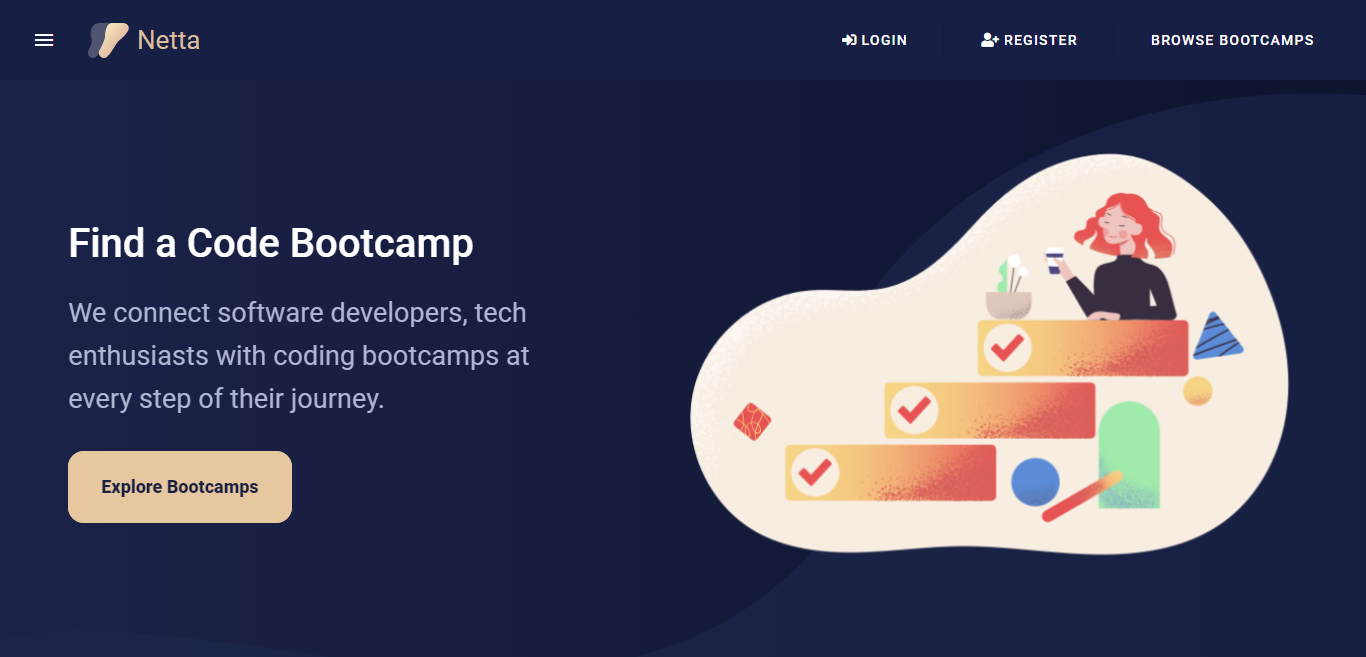 Netta
LOGIN
REGISTER
BROWSE BOOTCAMPS
Find a Code Bootcamp
We connect software developers, tech
enthusiasts with coding bootcamps at
every step of their journey.
Explore Bootcamps